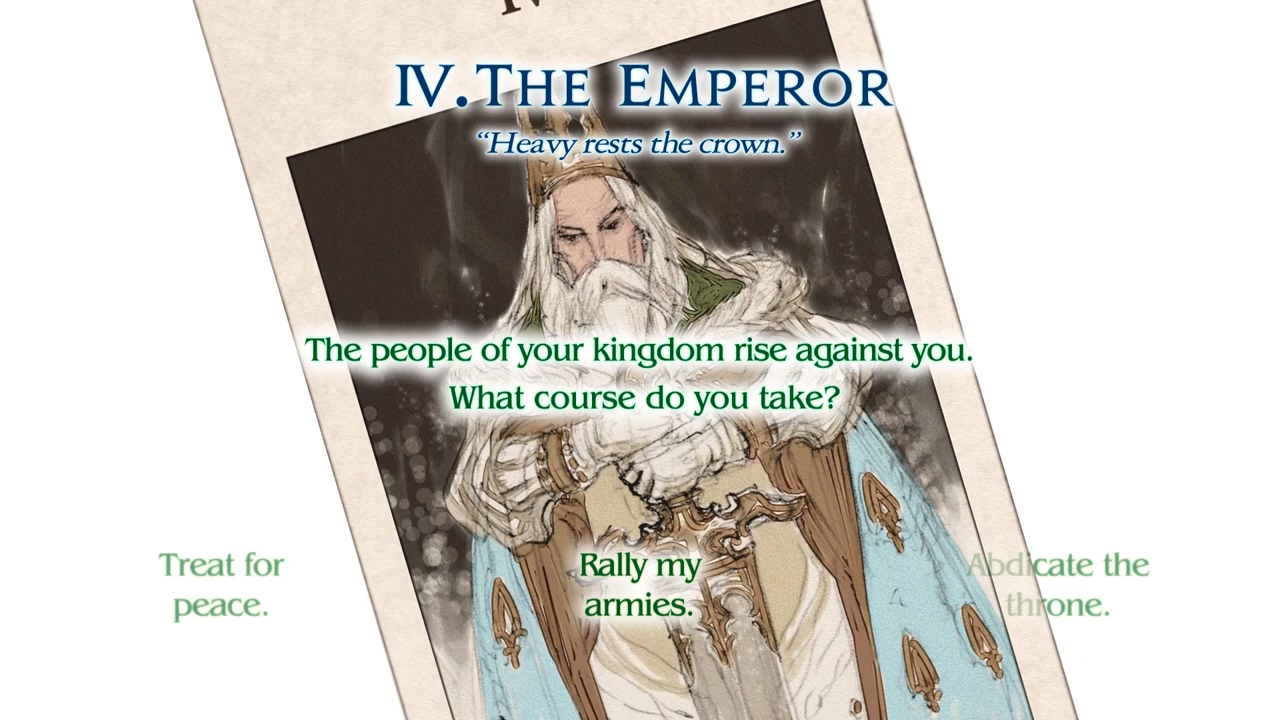 IV. THE EMPEROR
“Heavy rests the crown.”
The people of your kingdom rise against you.
What course do you take?
Treat for
peace.
Rally my
armies.
Abdicate the
throne.